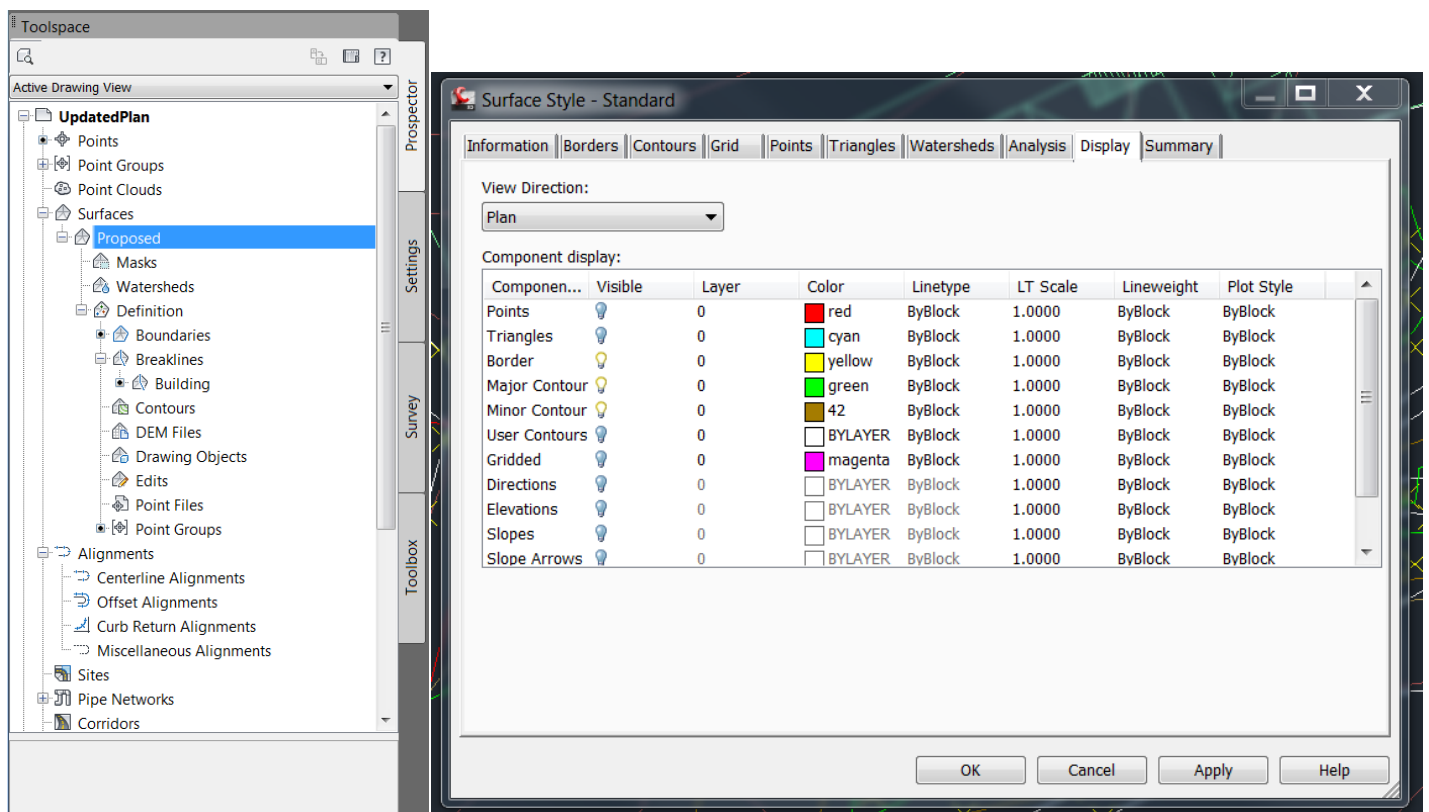 Toolspace
Active Drawing View
UpdatedPlan
Points
Point Groups
Point Clouds
Surfaces
Proposed
Masks
Watersheds
Definition
Boundaries
Breaklines
Building
Contours
DEM Files
Drawing Objects
Edits
Point Files
Point Groups
Alignments
Centerline Alignments
Offset Alignments
Curb Return Alignments
Miscellaneous Alignments
Sites
Pipe Networks
Corridors
Prospector
Settings
Survey
Toolbox
Surface Style - Standard
Information Borders Contours Grid Points Triangles Watersheds Analysis Display Summary
View Direction:
Plan
Component display:
Componen... Visible Layer Color Linetype LT Scale Lineweight Plot Style
Points 0 red ByBlock 1.0000 ByBlock ByBlock
Triangles 0 cyan ByBlock 1.0000 ByBlock ByBlock
Border 0 yellow ByBlock 1.0000 ByBlock ByBlock
Major Contour 0 green ByBlock 1.0000 ByBlock ByBlock
Minor Contour 0 42 ByBlock 1.0000 ByBlock ByBlock
User Contours 0 BYLAYER ByBlock 1.0000 ByBlock ByBlock
Gridded 0 magenta ByBlock 1.0000 ByBlock ByBlock
Directions 0 BYLAYER ByBlock 1.0000 ByBlock ByBlock
Elevations 0 BYLAYER ByBlock 1.0000 ByBlock ByBlock
Slopes 0 BYLAYER ByBlock 1.0000 ByBlock ByBlock
Slope Arrows 0 BYLAYER ByBlock 1.0000 ByBlock ByBlock
OK Cancel Apply Help